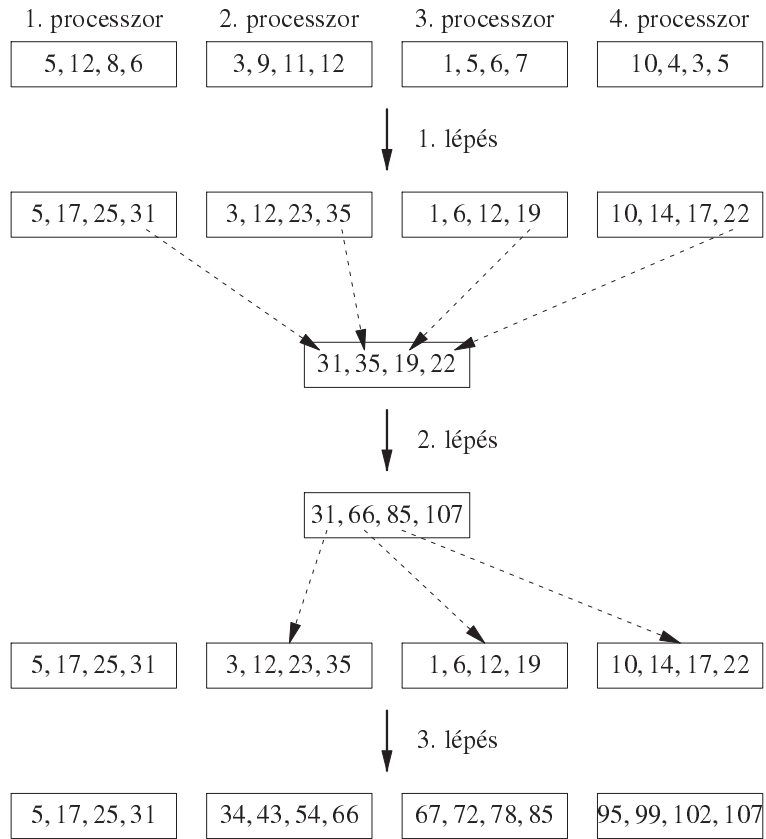 1. processzor 2. processzor 3. processzor 4. processzor
5, 12, 8, 6 3, 9, 11, 12 1, 5, 6, 7 10, 4, 3, 5
1. lépés
5, 17, 25, 31 3, 12, 23, 35 1, 6, 12, 19 10, 14, 17, 22
31, 35, 19, 22
2. lépés
31, 66, 85, 107
5, 17, 25, 31 3, 12, 23, 35 1, 6, 12, 19 10, 14, 17, 22
3. lépés
5, 17, 25, 31 34, 43, 54, 66 67, 72, 78, 85 95, 99, 102, 107